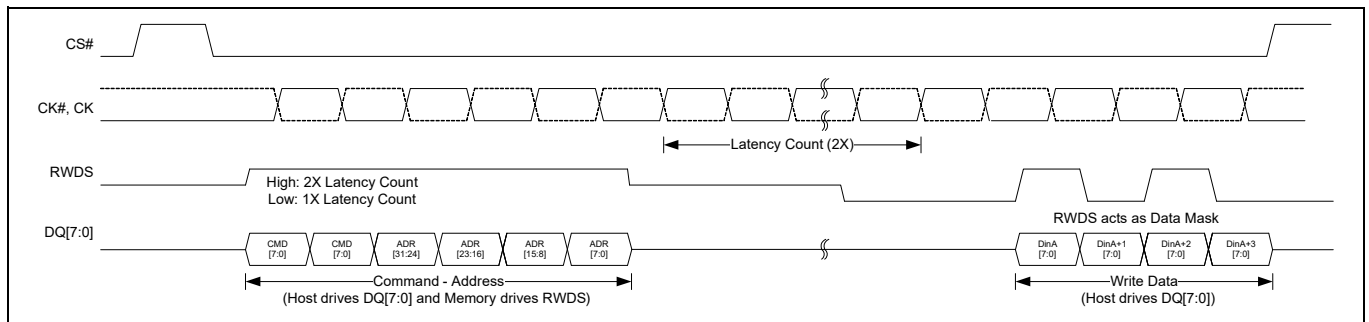 CS#
CK#, CK
Latency Count (2X)
RWDS
High: 2X Latency Count
Low: 1X Latency Count
RWDS acts as Data Mask
DQ[7:0]
CMD [7:0]
CMD [7:0]
ADR [31:24]
ADR [23:16]
ADR [15:8]
ADR [7:0]
DinA [7:0]
DinA+1 [7:0]
DinA+2 [7:0]
DinA+3 [7:0]
Command - Address
(Host drives DQ[7:0] and Memory drives RWDS)
Write Data
(Host drives DQ[7:0])